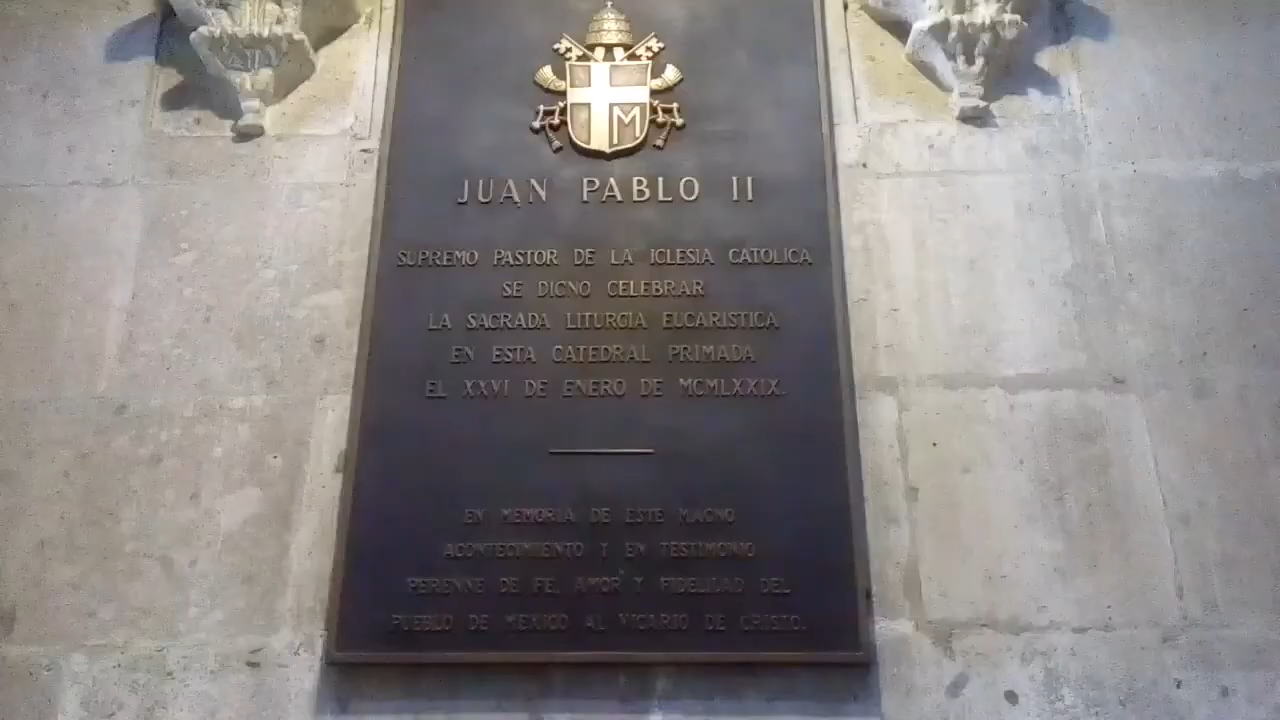 M
JUAN PABLO II
SUPREMO PASTOR DE LA IGLESIA CATOLICA
SE DIGNO CELEBRAR
LA SAGRADA LITURGIA EUCARISTICA
EN ESTA CATEDRAL PRIMADA
EL XXVI DE ENERO DE MCMLXXIX.
EN MEMORIA DE ESTE MAGNO
ACONTECIMIENTO Y EN TESTIMONIO
PERENNE DE FE, AMOR Y FIDELIDAD DEL
PUEBLO DE MEXICO AL VICARIO DE CRISTO.